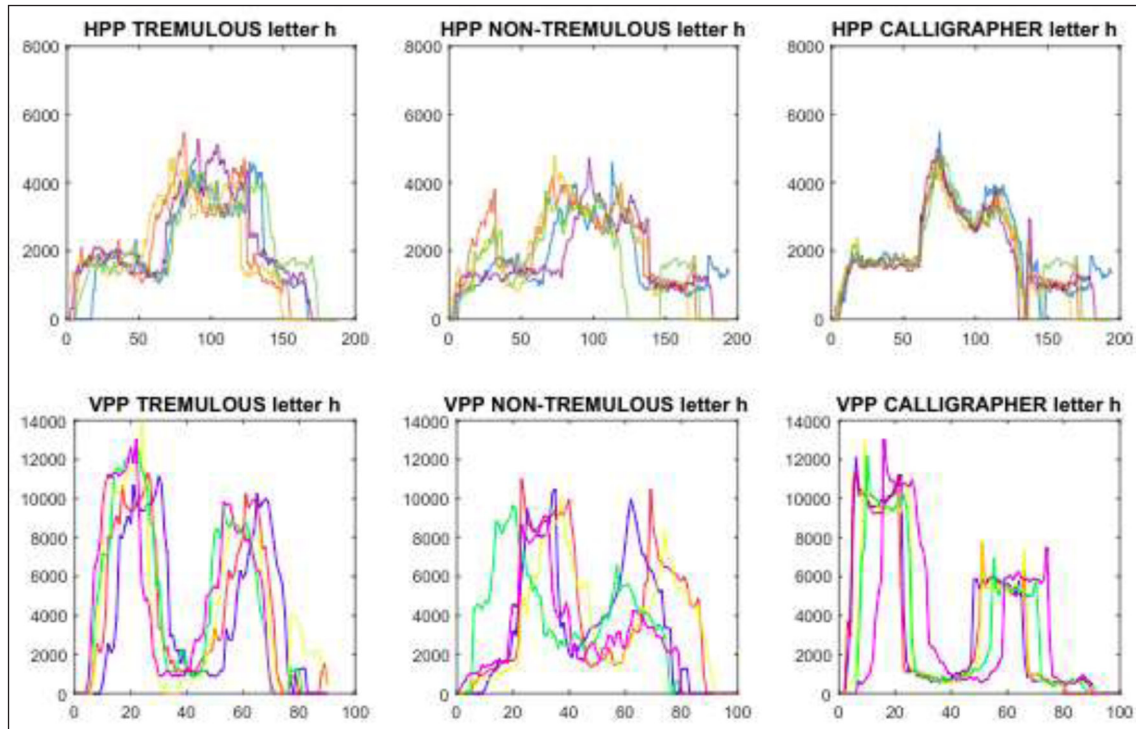 HPP TREMULOUS letter h HPP NON-TREMULOUS letter h HPP CALLIGRAPHER letter h
8000 8000 8000
6000 6000 6000
4000 4000 4000
2000 2000 2000
0 0 0
0 50 100 150 200 0 50 100 150 200 0 50 100 150 200
VPP TREMULOUS letter h VPP NON-TREMULOUS letter h VPP CALLIGRAPHER letter h
14000 14000 14000
12000 12000 12000
10000 10000 10000
8000 8000 8000
6000 6000 6000
4000 4000 4000
2000 2000 2000
0 0 0
0 20 40 60 80 100 0 20 40 60 80 100 0 20 40 60 80 100